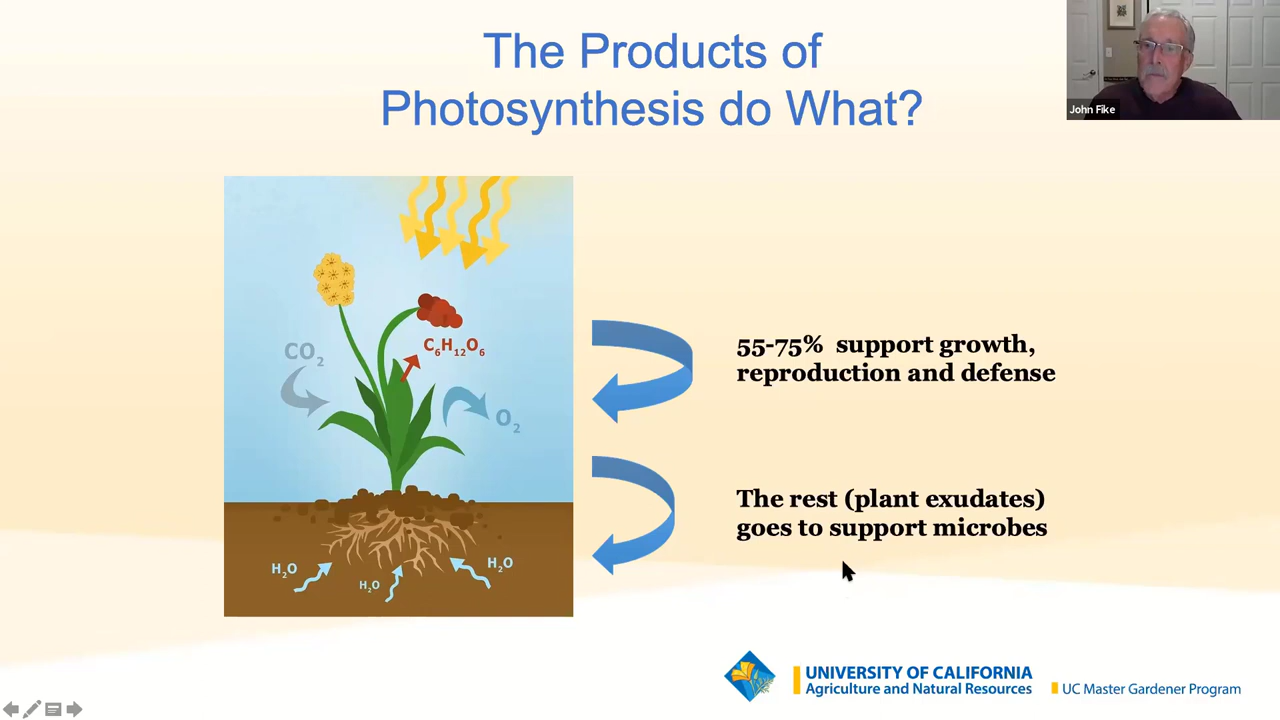 The Products of
Photosynthesis do What?
John Fike
CO₂
C₆H₁₂O₆
O₂
55-75%  support growth,
reproduction and defense
The rest (plant exudates)
goes to support microbes
H₂O
H₂O
H₂O
UNIVERSITY OF CALIFORNIA
Agriculture and Natural Resources
UC Master Gardener Program